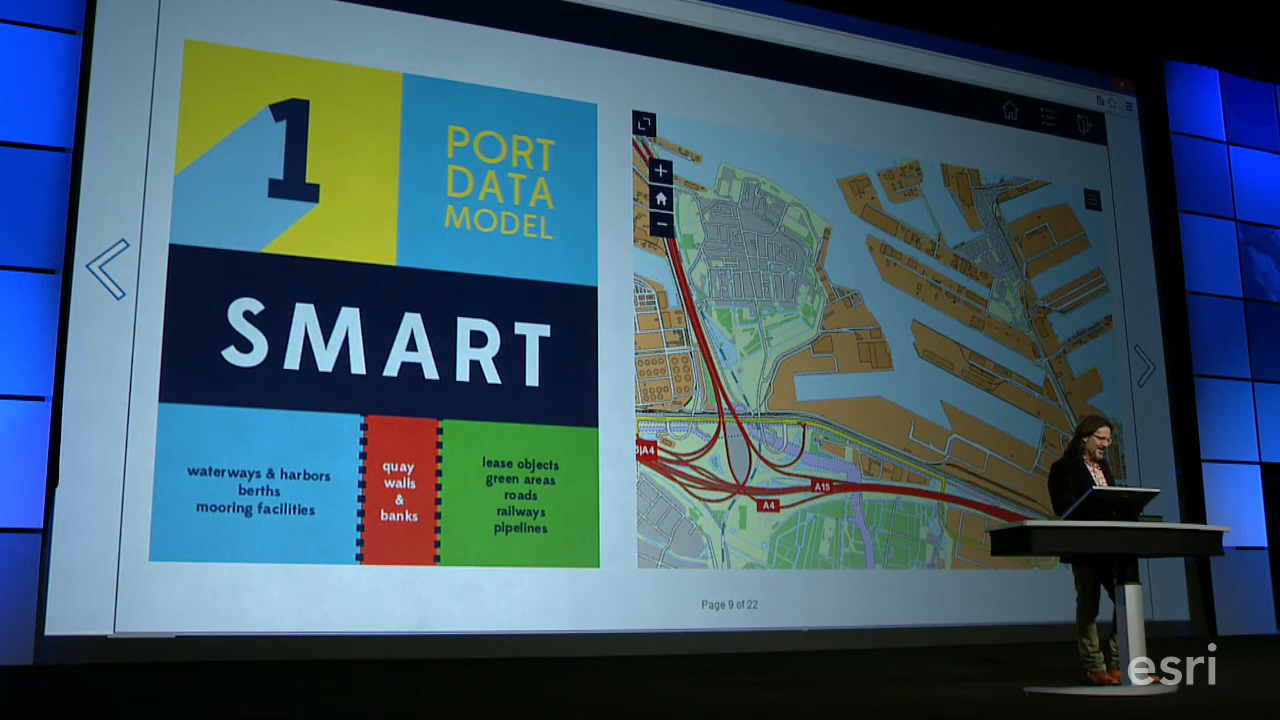 1
PORT
DATA
MODEL
SMART
waterways & harbors
berths
mooring facilities
quay
walls
&
banks
lease objects
green areas
roads
railways
pipelines
A4
A15
A4
Page 9 of 22
esri